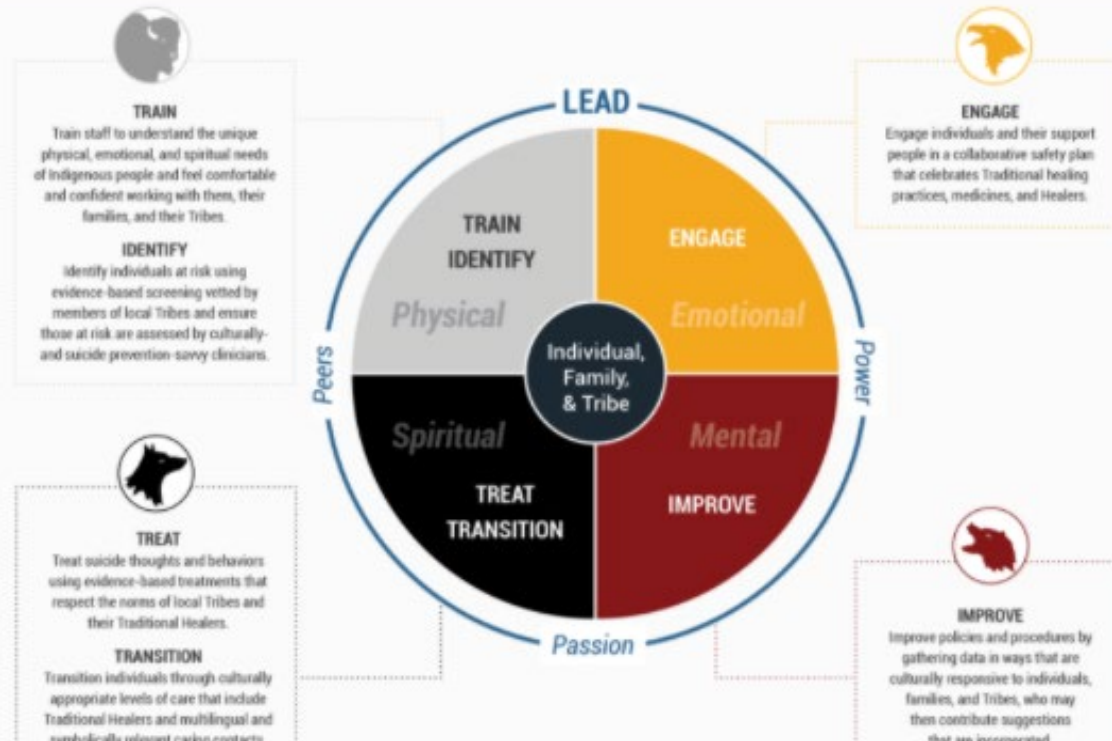 TRAIN
Train staff to understand the unique
physical, emotional, and spiritual needs
of Indigenous people and feel comfortable
and confident working with them, their
families, and their Tribes.
IDENTIFY
Identify individuals at risk using
evidence-based screening vetted by
members of local Tribes and ensure
those at risk are assessed by culturally-
and suicide prevention-savvy clinicians.
LEAD
TRAIN
IDENTIFY
Physical
ENGAGE
Emotional
Individual,
Family,
& Tribe
Spiritual
TREAT
TRANSITION
Mental
IMPROVE
Peers
Power
Passion
ENGAGE
Engage individuals and their support
people in a collaborative safety plan
that celebrates Traditional healing
practices, medicines, and Healers.
TREAT
Treat suicide thoughts and behaviors
using evidence-based treatments that
respect the norms of local Tribes and
their Traditional Healers.
TRANSITION
Transition individuals through culturally
appropriate levels of care that include
Traditional Healers and multilingual and
symbolically relevant caring contacts
IMPROVE
Improve policies and procedures by
gathering data in ways that are
culturally responsive to individuals,
families, and Tribes, who may
then contribute suggestions
that are incorporated